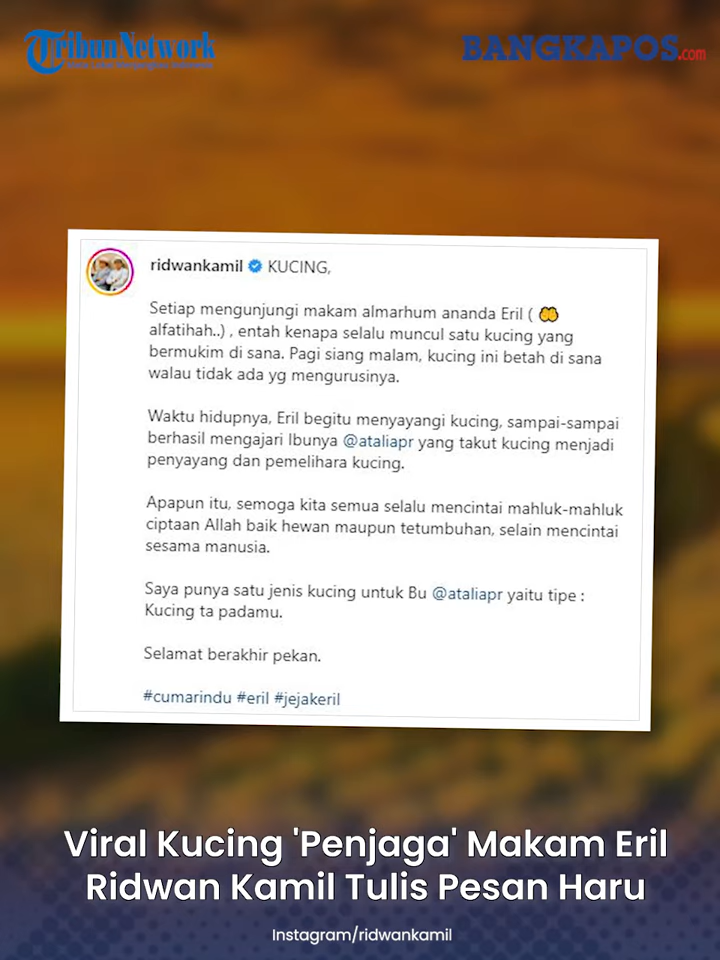 TribunNetwork
BANGKAPOS.com
ridwankamil KUCING,
Setiap mengunjungi makam almarhum ananda Eril ( 🤲
alfatihah..) , entah kenapa selalu muncul satu kucing yang
bermukim di sana. Pagi siang malam, kucing ini betah di sana
walau tidak ada yg mengurusinya.
Waktu hidupnya, Eril begitu menyayangi kucing, sampai-sampai
berhasil mengajari Ibunya @ataliapr yang takut kucing menjadi
penyayang dan pemelihara kucing.
Apapun itu, semoga kita semua selalu mencintai mahluk-mahluk
ciptaan Allah baik hewan maupun tetumbuhan, selain mencintai
sesama manusia.
Saya punya satu jenis kucing untuk Bu @ataliapr yaitu tipe :
Kucing ta padamu.
Selamat berakhir pekan.
#cumarindu #eril #jejakeril
Viral Kucing 'Penjaga' Makam Eril
Ridwan Kamil Tulis Pesan Haru
Instagram/ridwankamil